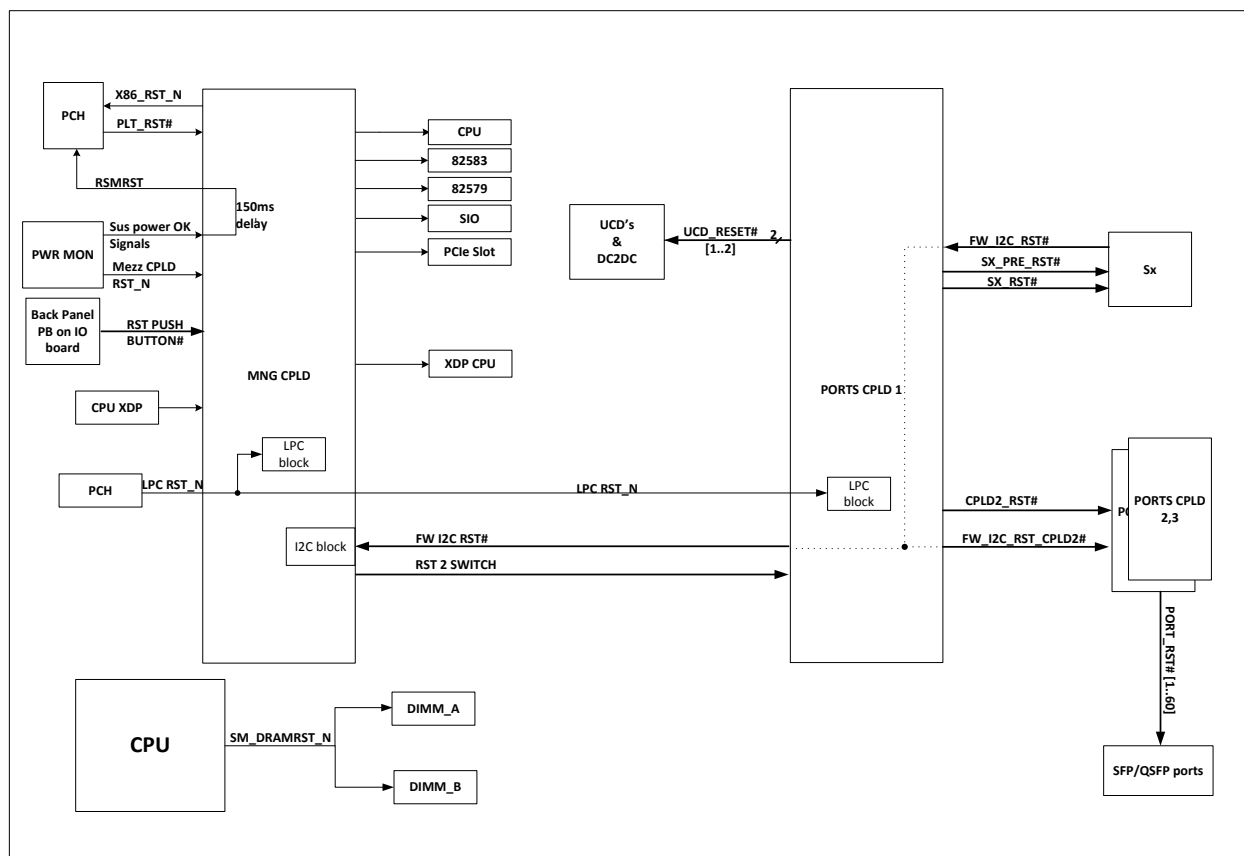 X86_RST_N
PCH
PLT_RST#
RSMRST
150ms
delay
Sus power OK
Signals
PWR MON
Mezz CPLD
RST_N
Back Panel
PB on IO
board
RST PUSH
BUTTON#
MNG CPLD
CPU XDP
LPC
block
PCH
LPC RST_N
I2C block
CPU
82583
82579
SIO
PCIe Slot
XDP CPU
LPC RST_N
FW I2C RST#
RST 2 SWITCH
UCD's
&
DC2DC
UCD_RESET#
2
[1..2]
PORTS CPLD 1
LPC
block
FW_I2C_RST#
SX_PRE_RST#
SX_RST#
Sx
CPLD2_RST#
FW_I2C_RST_CPLD2#
PO
PORTS CPLD
2,3
PORT_RST# [1..60]
SFP/QSFP ports
CPU
SM_DRAMRST_N
DIMM_A
DIMM_B